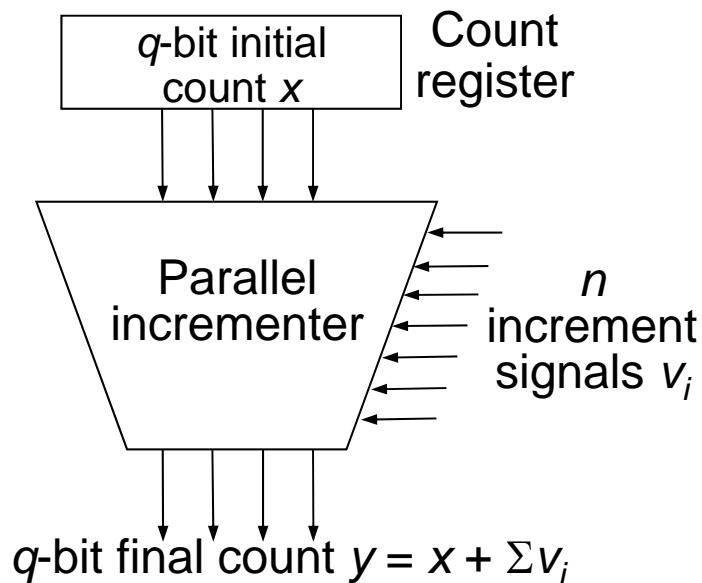 q-bit initial
count x
Count
register
Parallel
incrementer
n
increment
signals vᵢ
q-bit final count y = x + Σvᵢ